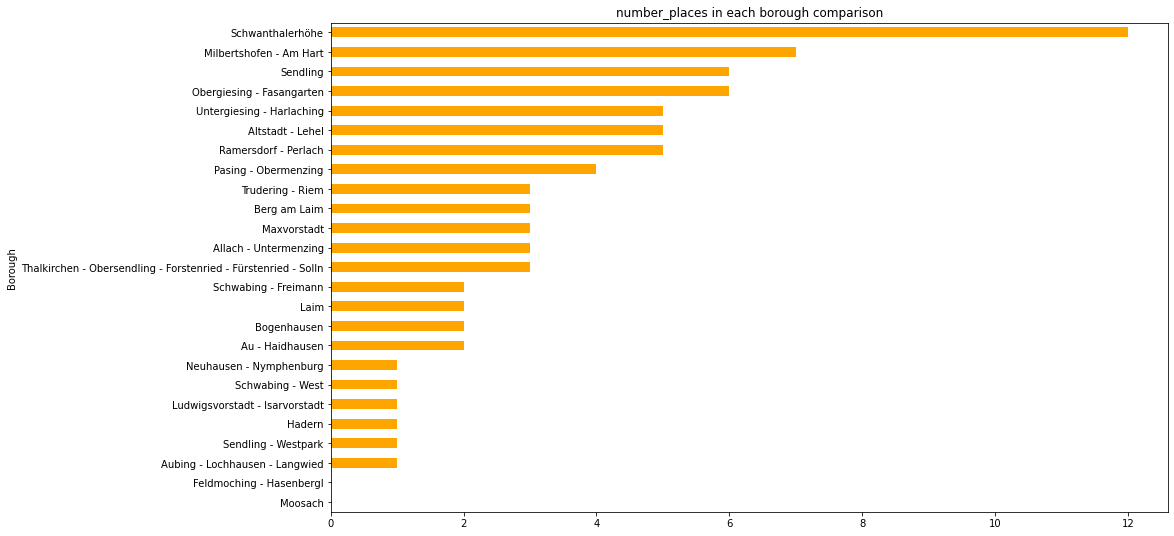 number_places in each borough comparison
Schwanthalerhöhe
Milbertshofen - Am Hart
Sendling
Obergiesing - Fasangarten
Untergiesing - Harlaching
Altstadt - Lehel
Ramersdorf - Perlach
Pasing - Obermenzing
Trudering - Riem
Berg am Laim
Maxvorstadt
Allach - Untermenzing
Thalkirchen - Obersendling - Forstenried - Fürstenried - Solln
Schwabing - Freimann
Laim
Bogenhausen
Au - Haidhausen
Neuhausen - Nymphenburg
Schwabing - West
Ludwigsvorstadt - Isarvorstadt
Hadern
Sendling - Westpark
Aubing - Lochhausen - Langwied
Feldmoching - Hasenbergl
Moosach
Borough
0 2 4 6 8 10 12